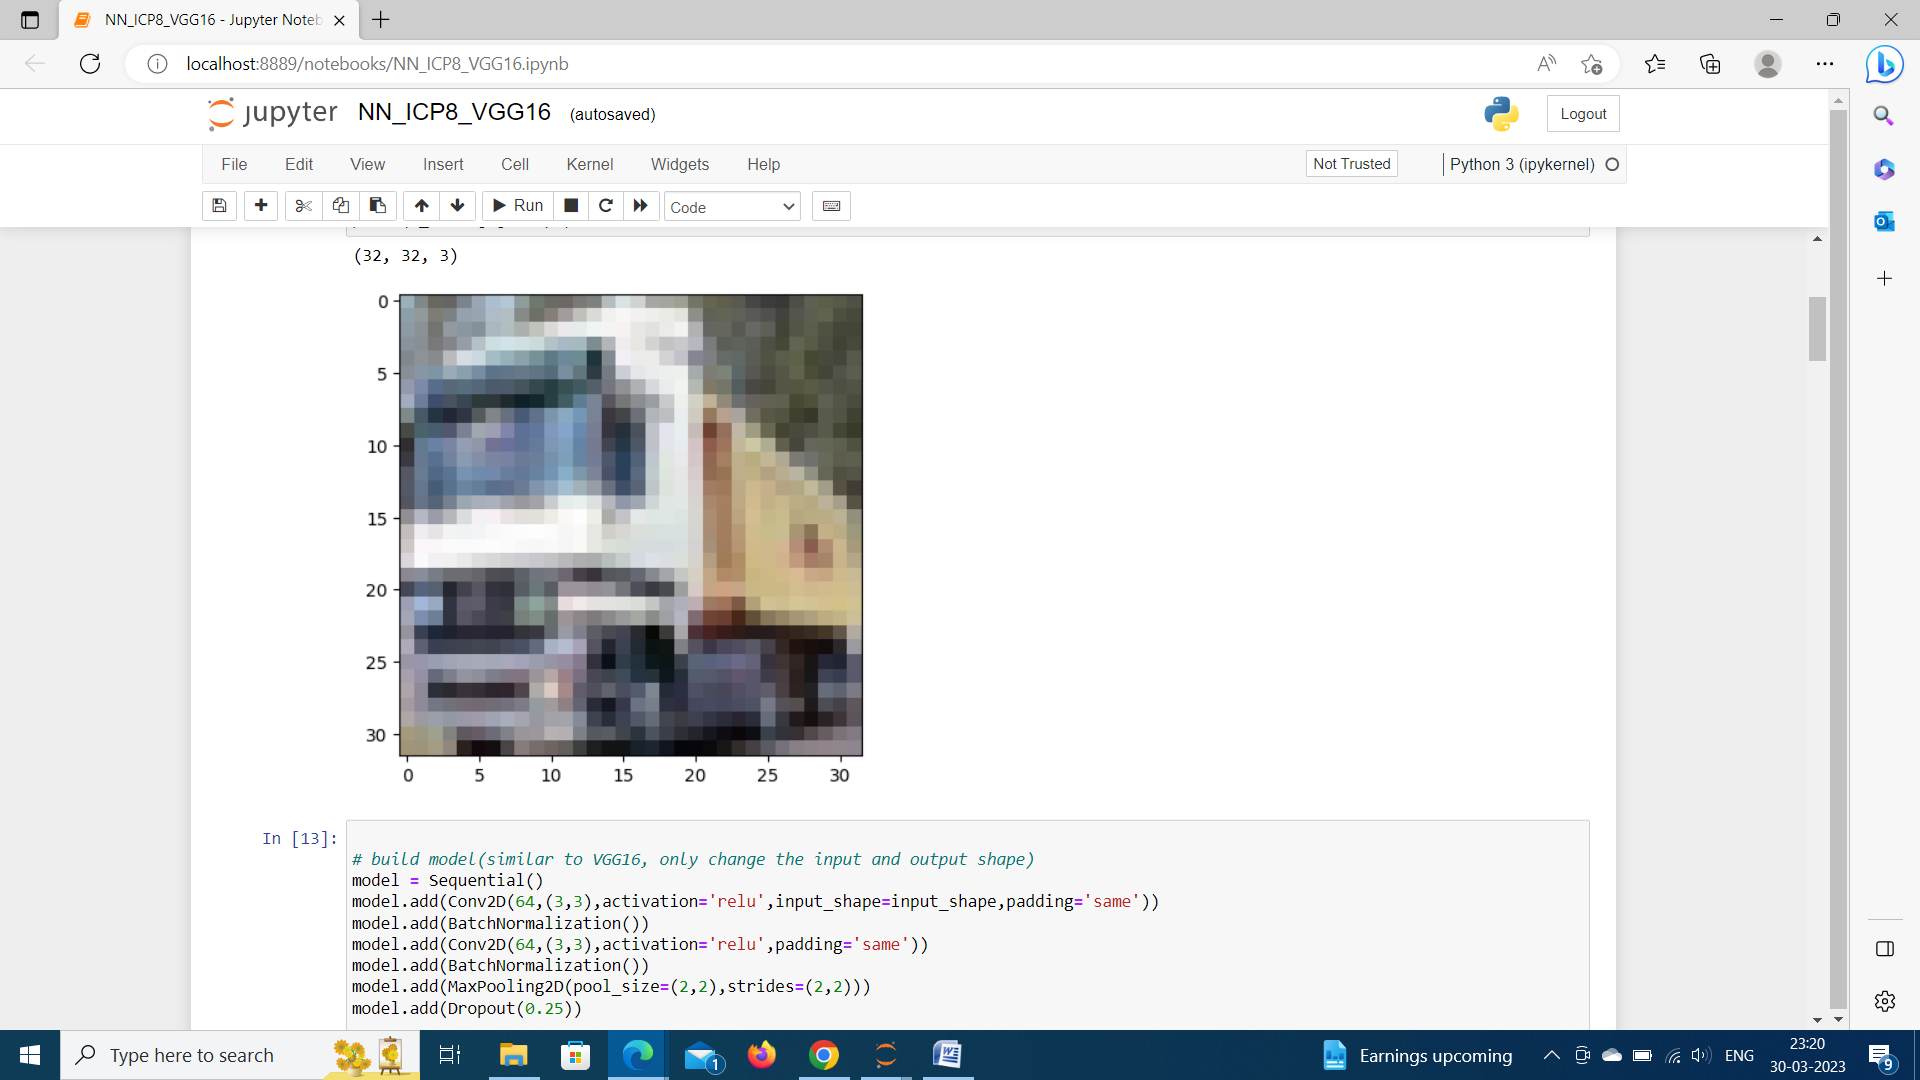 NN_ICP8_VGG16 - Jupyter Noteb
localhost:8889/notebooks/NN_ICP8_VGG16.ipynb
jupyter NN_ICP8_VGG16 (autosaved)
Logout
File Edit View Insert Cell Kernel Widgets Help
Not Trusted
Python 3 (ipykernel)
Run
Code
(32, 32, 3)
0
5
10
15
20
25
30
0 5 10 15 20 25 30
In [13]:
# build model(similar to VGG16, only change the input and output shape)
model = Sequential()
model.add(Conv2D(64,(3,3),activation='relu',input_shape=input_shape,padding='same'))
model.add(BatchNormalization())
model.add(Conv2D(64,(3,3),activation='relu',padding='same'))
model.add(BatchNormalization())
model.add(MaxPooling2D(pool_size=(2,2),strides=(2,2)))
model.add(Dropout(0.25))
Type here to search
1
Earnings upcoming
ENG
23:20
30-03-2023
9